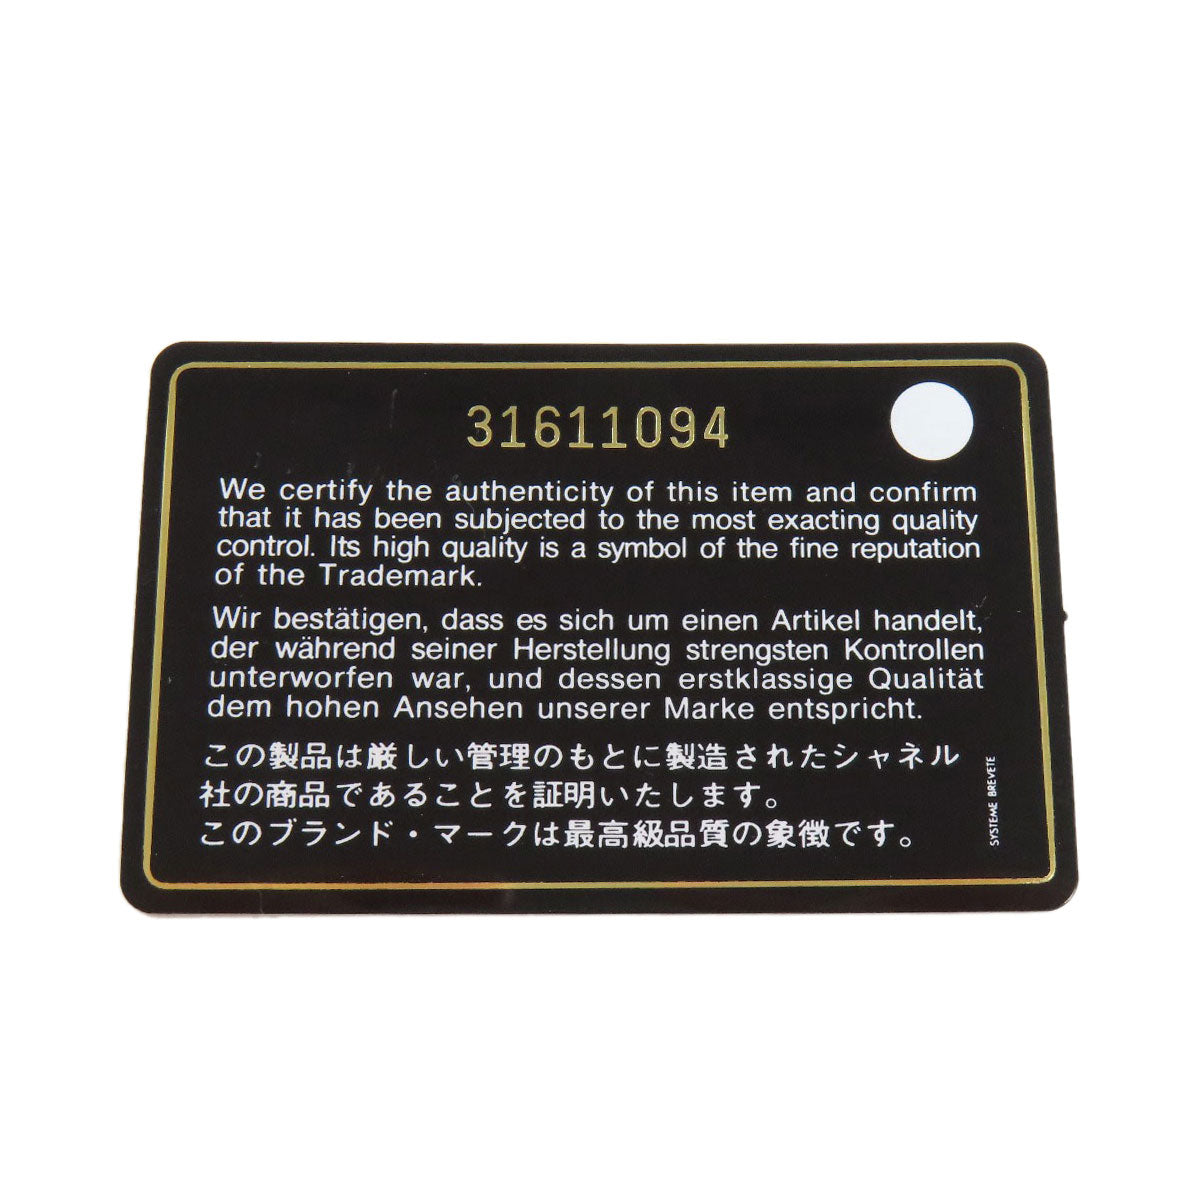 31611094
We certify the authenticity of this item and confirm
that it has been subjected to the most exacting quality
control. Its high quality is a symbol of the fine reputation
of the Trademark.
Wir bestätigen, dass es sich um einen Artikel handelt,
der während seiner Herstellung strengsten Kontrollen
unterworfen war, und dessen erstklassige Qualität
dem hohen Ansehen unserer Marke entspricht.
この製品は厳しい管理のもとに製造されたシャネル
社の商品であることを証明いたします。
このブランド・マークは最高級品質の象徴です。
SYSTEME BREVETE